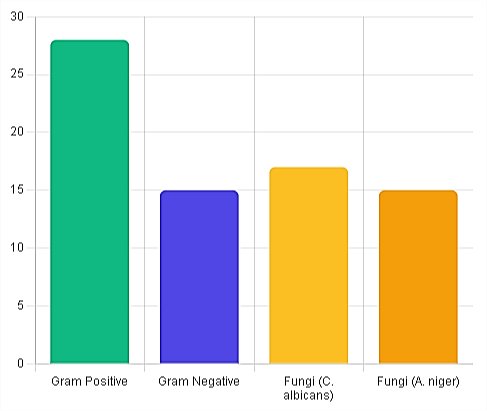 30
25
20
15
10
5
0
Gram Positive
Gram Negative
Fungi (C.
albicans)
Fungi (A. niger)